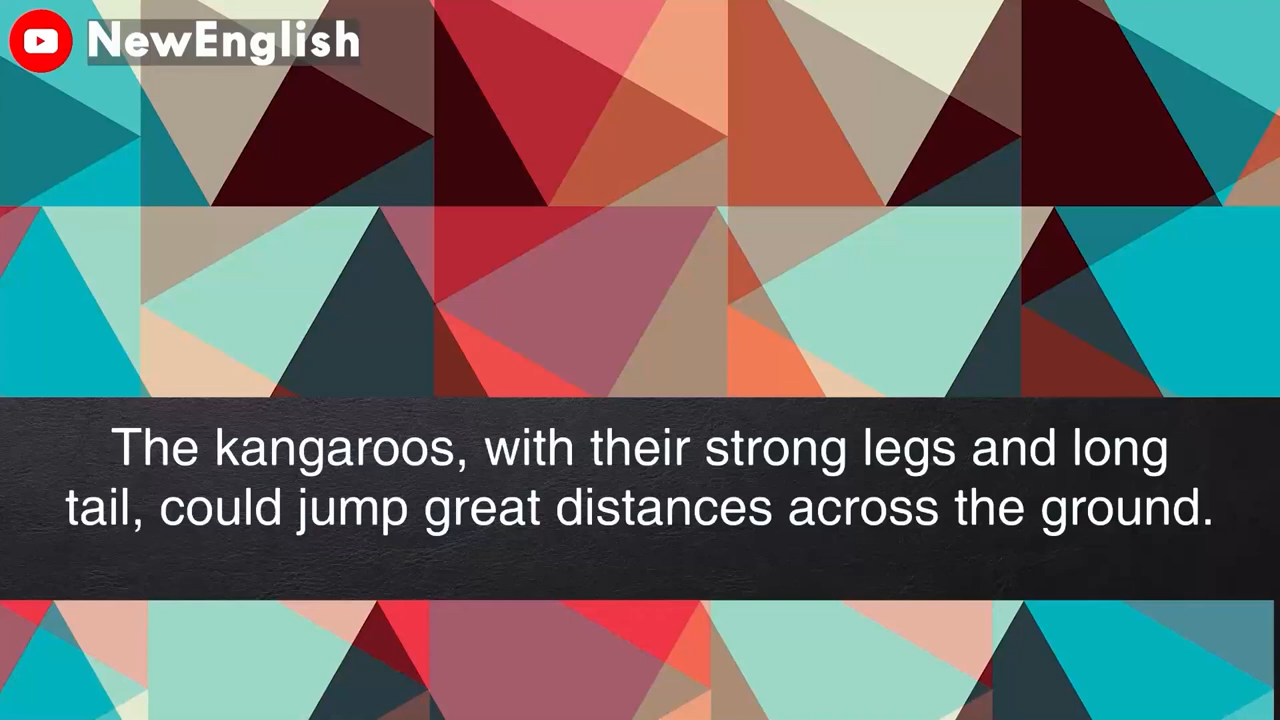 NewEnglish
The kangaroos, with their strong legs and long
tail, could jump great distances across the ground.